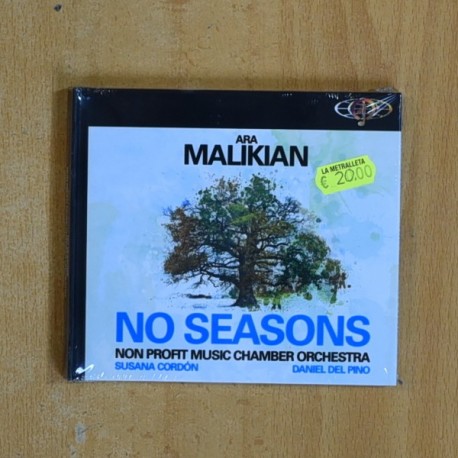 ARA
MALIKIAN
LA METRALLETA
€ 20.00
NO SEASONS
NON PROFIT MUSIC CHAMBER ORCHESTRA
SUSANA CORDÓN DANIEL DEL PINO